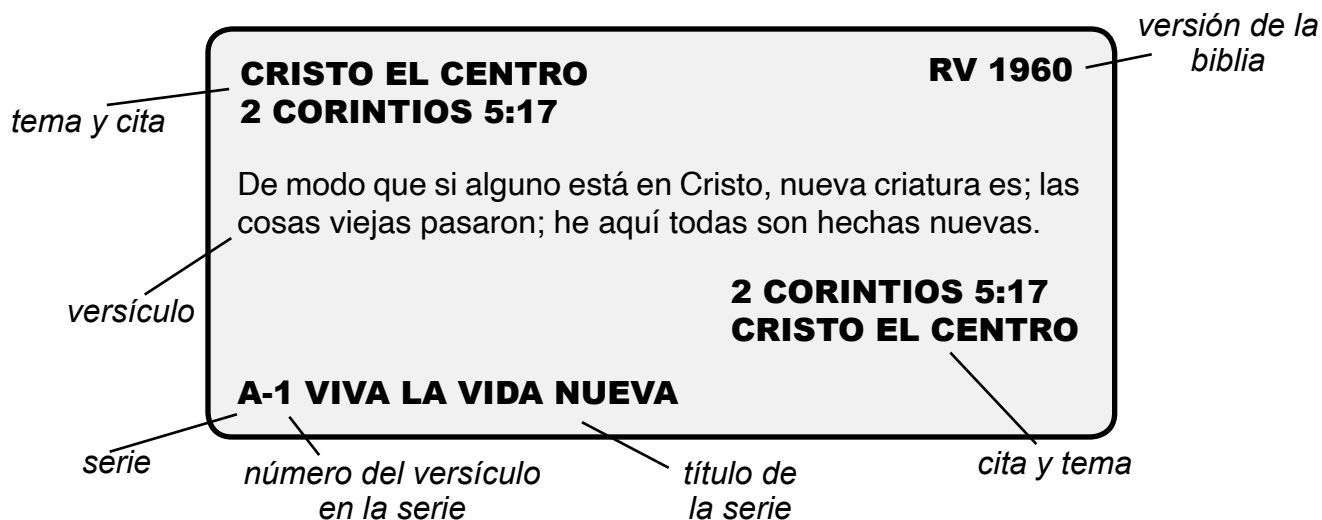 versión de la
biblia
CRISTO EL CENTRO
2 CORINTIOS 5:17
RV 1960
tema y cita
De modo que si alguno está en Cristo, nueva criatura es; las
cosas viejas pasaron; he aquí todas son hechas nuevas.
versículo
2 CORINTIOS 5:17
CRISTO EL CENTRO
A-1 VIVA LA VIDA NUEVA
serie
número del versículo
en la serie
título de
la serie
cita y tema